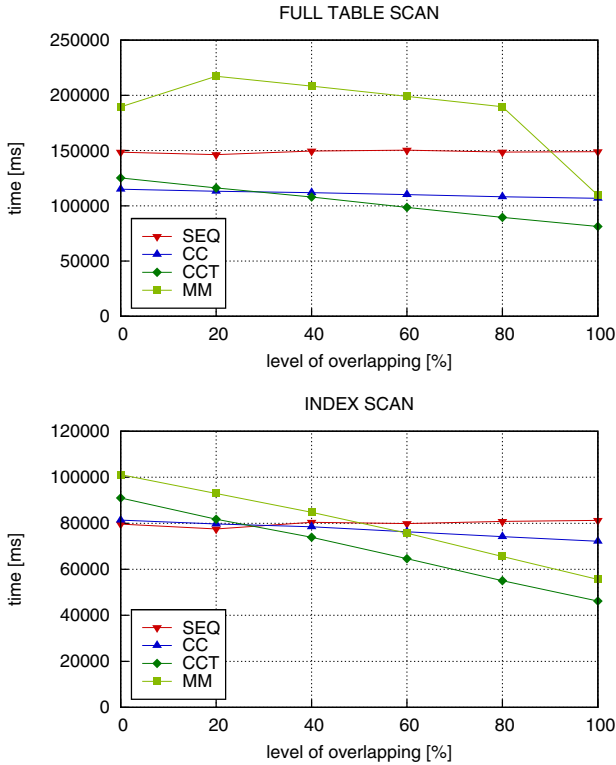 FULL TABLE SCAN
250000
200000
150000
100000
50000
0
time [ms]
SEQ
CC
CCT
MM
0 20 40 60 80 100
level of overlapping [%]
INDEX SCAN
120000
100000
80000
60000
40000
20000
0
time [ms]
SEQ
CC
CCT
MM
0 20 40 60 80 100
level of overlapping [%]